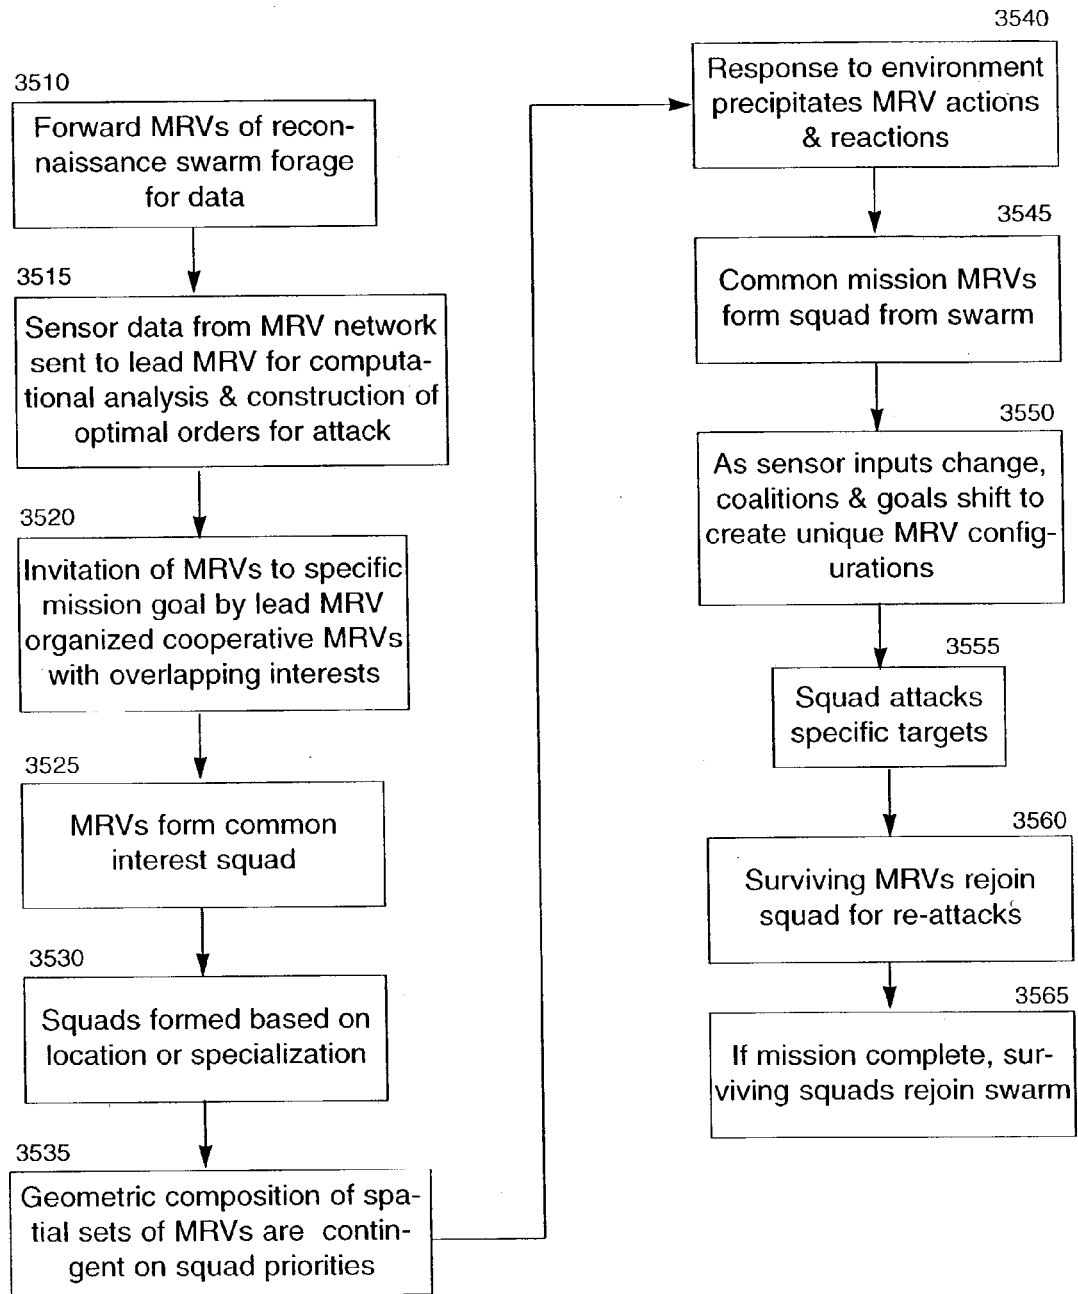 3510
Forward MRVs of recon-
naissance swarm forage
for data
3515
Sensor data from MRV network
sent to lead MRV for computa-
tional analysis & construction of
optimal orders for attack
3520
Invitation of MRVs to specific
mission goal by lead MRV
organized cooperative MRVs
with overlapping interests
3525
MRVs form common
interest squad
3530
Squads formed based on
location or specialization
3535
Geometric composition of spa-
tial sets of MRVs are contin-
gent on squad priorities
3540
Response to environment
precipitates MRV actions
& reactions
3545
Common mission MRVs
form squad from swarm
3550
As sensor inputs change,
coalitions & goals shift to
create unique MRV config-
urations
3555
Squad attacks
specific targets
3560
Surviving MRVs rejoin
squad for re-attacks
3565
If mission complete, sur-
viving squads rejoin swarm